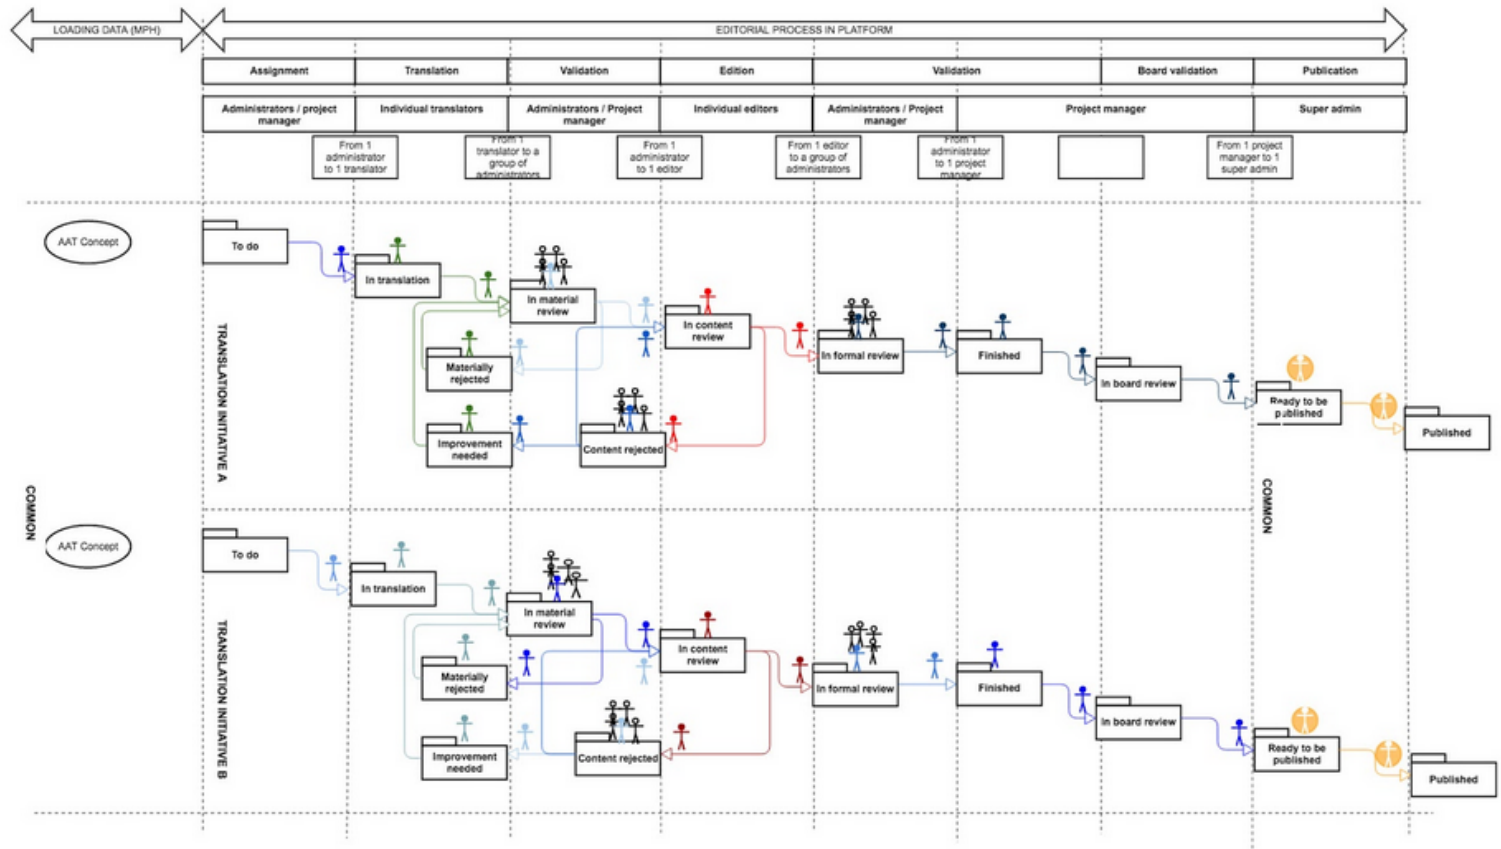 LOADING DATA (MPH)
EDITORIAL PROCESS IN PLATFORM
Assignment
Translation
Validation
Edition
Validation
Board validation
Publication
Administrators / project
manager
Individual translators
Administrators / Project
manager
Individual editors
Administrators / Project
manager
Project manager
Super admin
From 1
administrator
to 1 translator
From 1
translator to a
group of
administrators
From 1
administrator
to 1 editor
From 1 editor
to a group of
administrators
From 1
administrator
to 1 project
manager
From 1 project
manager to 1
super admin
AAT Concept
TRANSLATION INITIATIVE A
To do
In translation
In material
review
Materially
rejected
Improvement
needed
In content
review
Content rejected
In formal review
Finished
In board review
Ready to be
published
Published
COMMON
COMMON
AAT Concept
TRANSLATION INITIATIVE B
To do
In translation
In material
review
Materially
rejected
Improvement
needed
In content
review
Content rejected
In formal review
Finished
In board review
Ready to be
published
Published